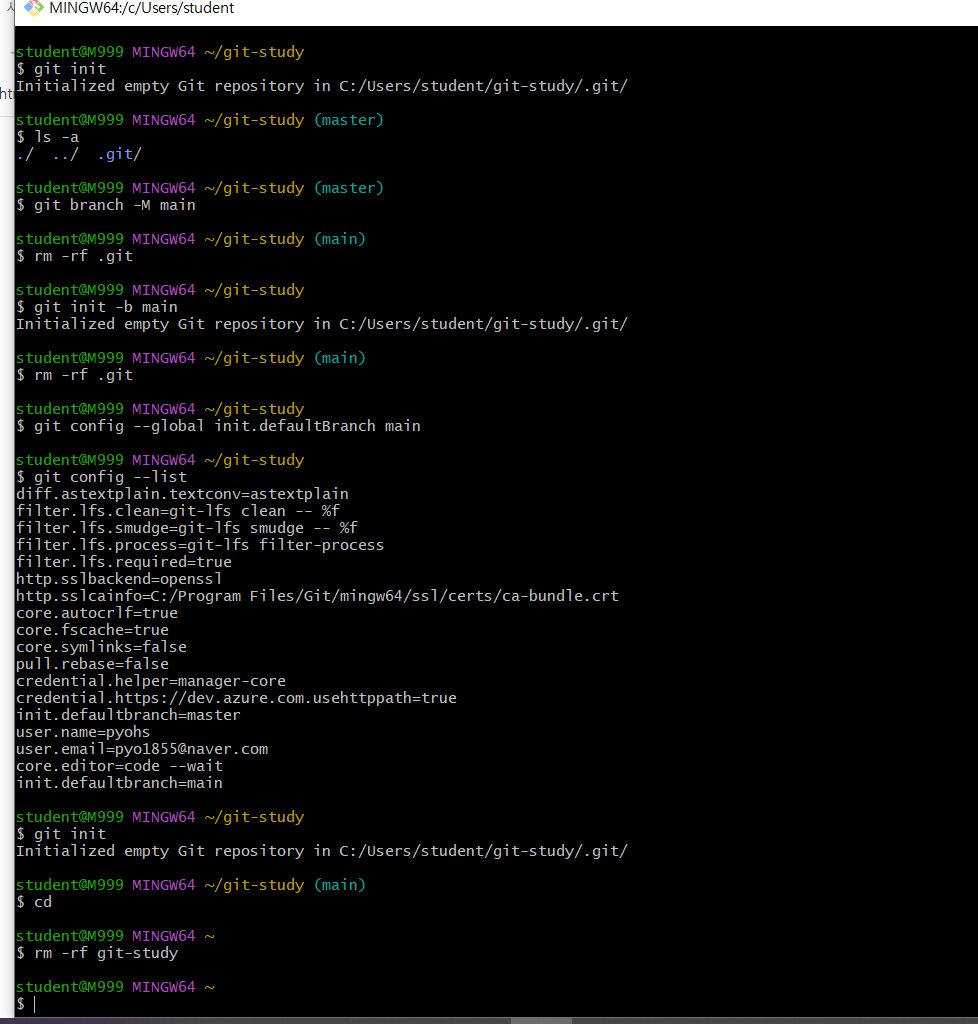 MINGW64:/c/Users/student
student@M999 MINGW64 ~/git-study
$ git init
Initialized empty Git repository in C:/Users/student/git-study/.git/
student@M999 MINGW64 ~/git-study (master)
$ ls -a
./  ../  .git/
student@M999 MINGW64 ~/git-study (master)
$ git branch -M main
student@M999 MINGW64 ~/git-study (main)
$ rm -rf .git
student@M999 MINGW64 ~/git-study
$ git init -b main
Initialized empty Git repository in C:/Users/student/git-study/.git/
student@M999 MINGW64 ~/git-study (main)
$ rm -rf .git
student@M999 MINGW64 ~/git-study
$ git config --global init.defaultBranch main
student@M999 MINGW64 ~/git-study
$ git config --list
diff.astextplain.textconv=astextplain
filter.lfs.clean=git-lfs clean -- %f
filter.lfs.smudge=git-lfs smudge -- %f
filter.lfs.process=git-lfs filter-process
filter.lfs.required=true
http.sslbackend=openssl
http.sslcainfo=C:/Program Files/Git/mingw64/ssl/certs/ca-bundle.crt
core.autocrlf=true
core.fscache=true
core.symlinks=false
pull.rebase=false
credential.helper=manager-core
credential.https://dev.azure.com.usehttppath=true
init.defaultbranch=master
user.name=pyohs
user.email=pyo1855@naver.com
core.editor=code --wait
init.defaultbranch=main
student@M999 MINGW64 ~/git-study
$ git init
Initialized empty Git repository in C:/Users/student/git-study/.git/
student@M999 MINGW64 ~/git-study (main)
$ cd
student@M999 MINGW64 ~
$ rm -rf git-study
student@M999 MINGW64 ~
$